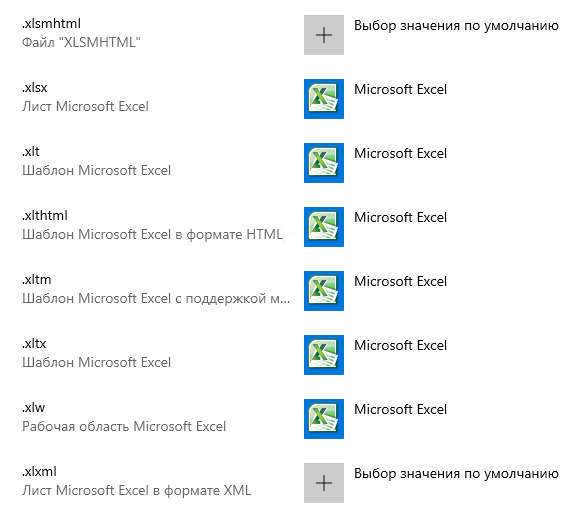 .xlsmhtml
Файл "XLSMHTML"
Выбор значения по умолчанию
.xlsx
Лист Microsoft Excel
Microsoft Excel
.xlt
Шаблон Microsoft Excel
Microsoft Excel
.xlthtml
Шаблон Microsoft Excel в формате HTML
Microsoft Excel
.xltm
Шаблон Microsoft Excel с поддержкой м...
Microsoft Excel
.xltx
Шаблон Microsoft Excel
Microsoft Excel
.xlw
Рабочая область Microsoft Excel
Microsoft Excel
.xlxml
Лист Microsoft Excel в формате XML
Выбор значения по умолчанию